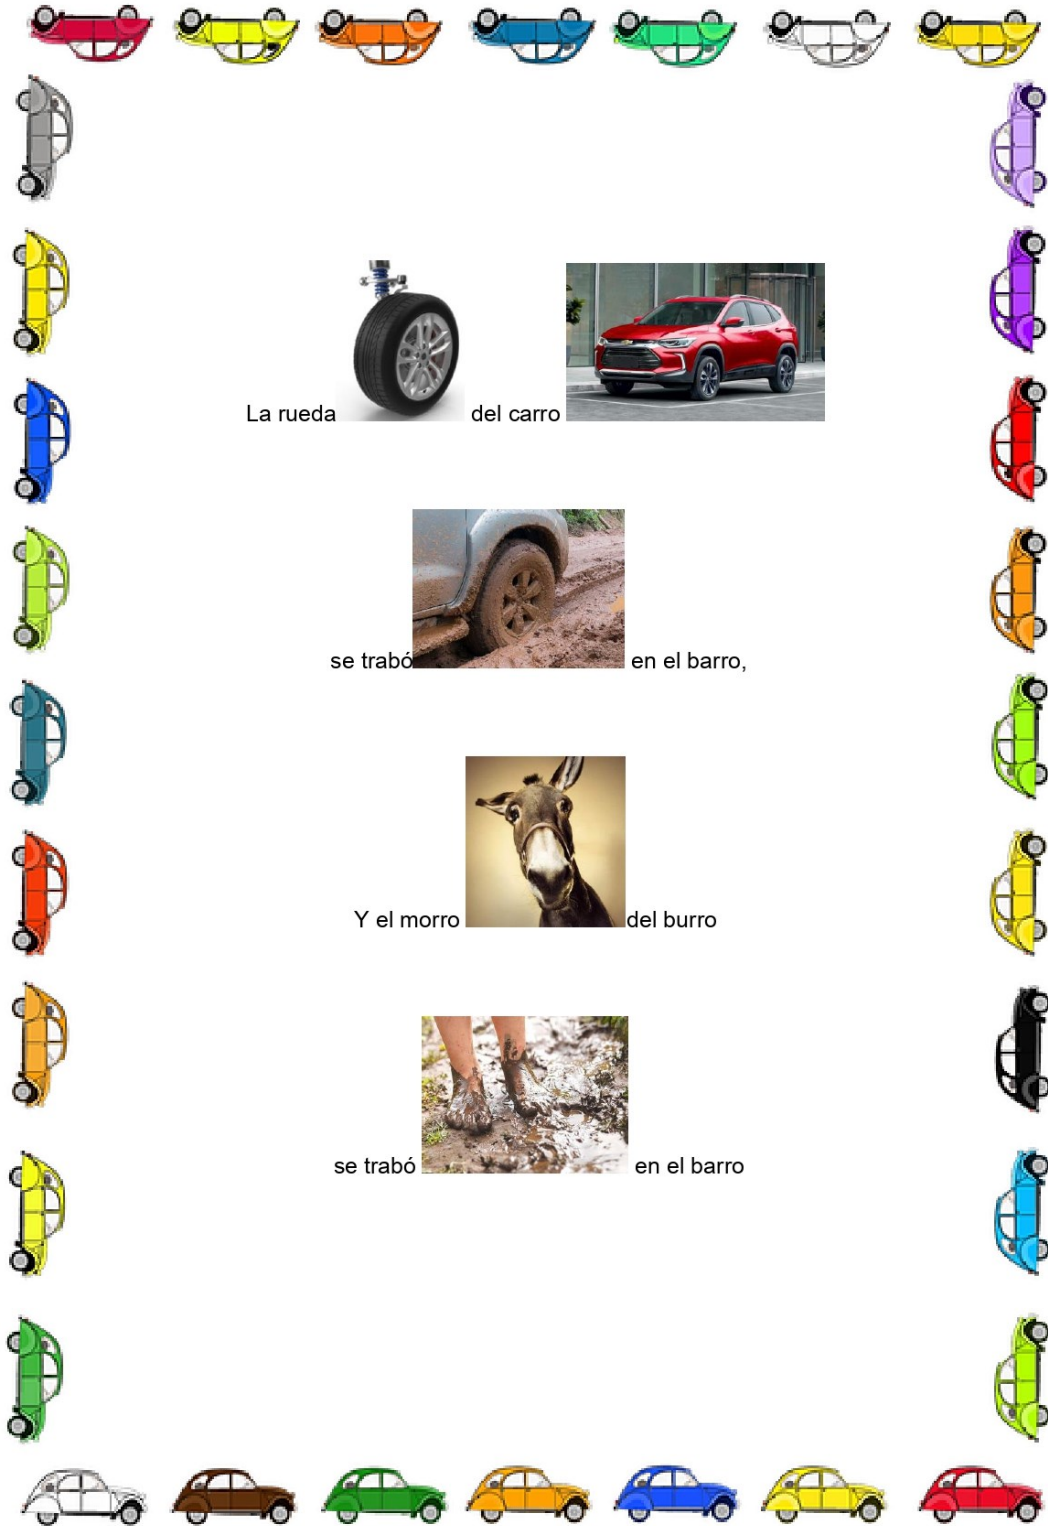 La rueda del carro
se trabó en el barro,
Y el morro del burro
se trabó en el barro